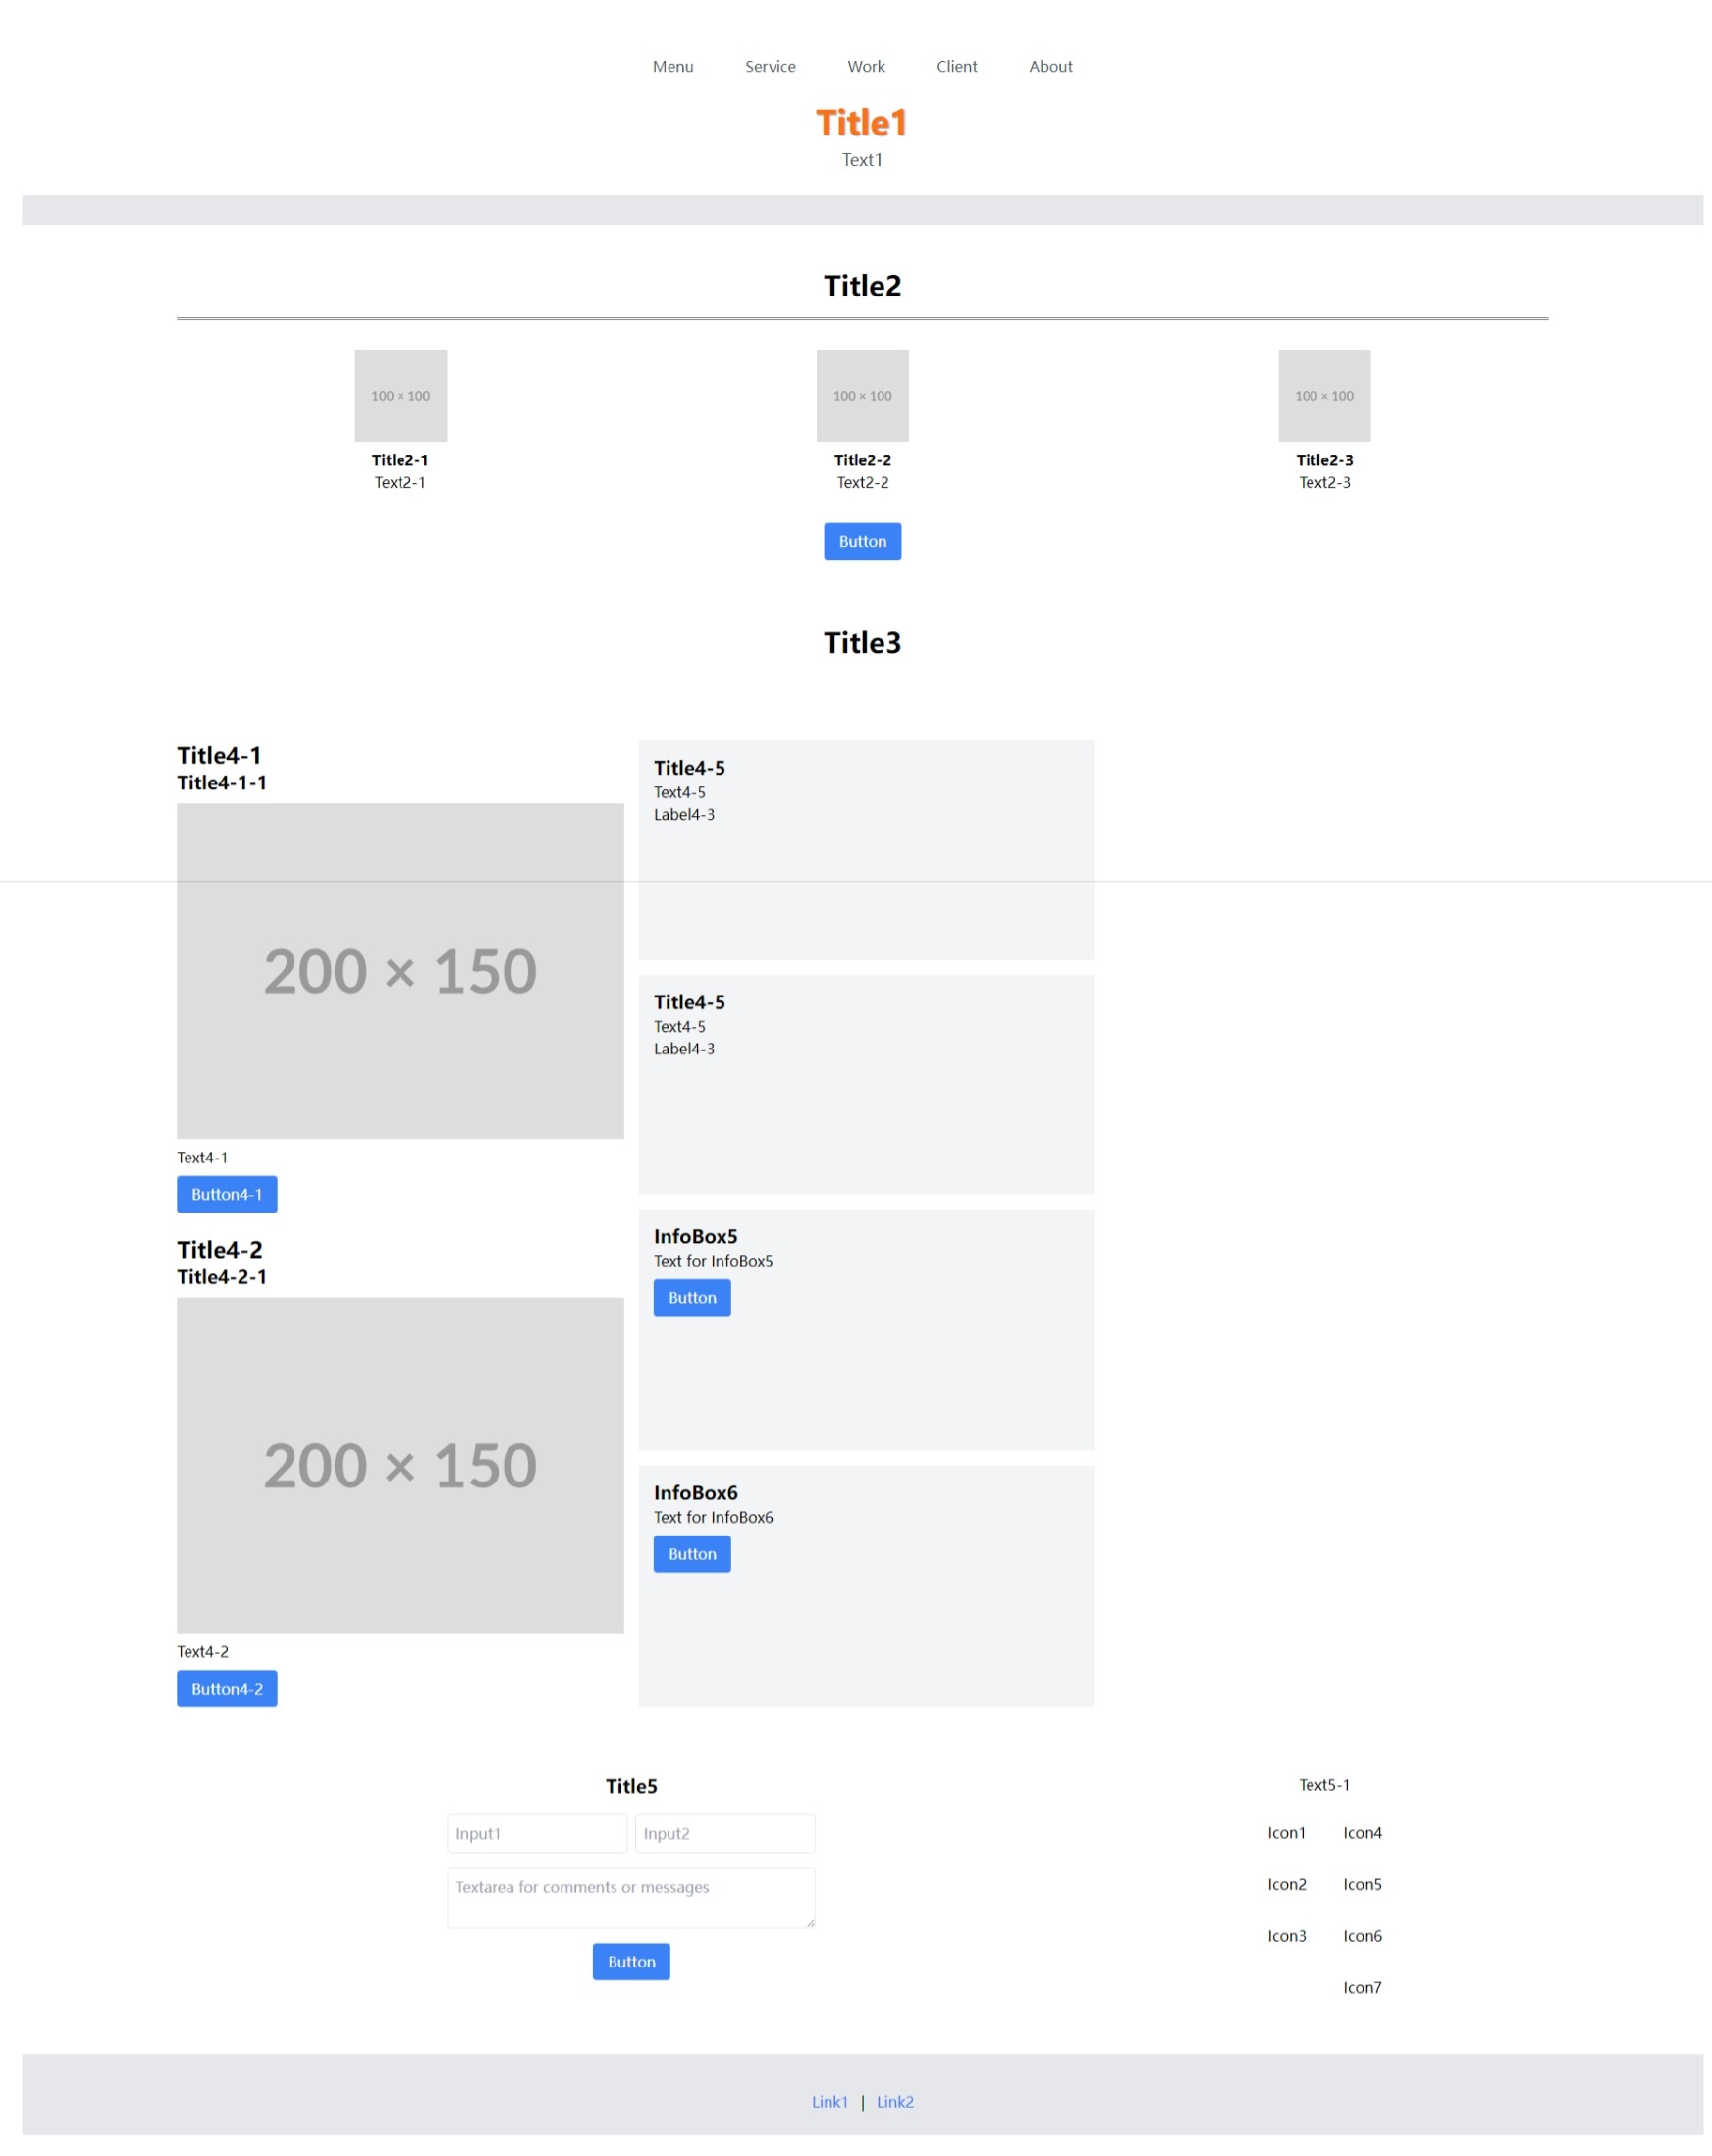 Menu Service Work Client About
Title1
Text1
Title2
100 × 100
Title2-1
Text2-1
100 × 100
Title2-2
Text2-2
100 × 100
Title2-3
Text2-3
Button
Title3
Title4-1
Title4-1-1
200 × 150
Text4-1
Button4-1
Title4-2
Title4-2-1
200 × 150
Text4-2
Button4-2
Title4-5
Text4-5
Label4-3
Title4-5
Text4-5
Label4-3
InfoBox5
Text for InfoBox5
Button
InfoBox6
Text for InfoBox6
Button
Title5
Input1 Input2
Textarea for comments or messages
Button
Text5-1
Icon1 Icon4
Icon2 Icon5
Icon3 Icon6
Icon7
Link1 | Link2